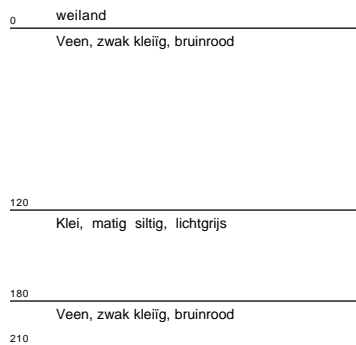 weiland
0
Veen, zwak kleiïg, bruinrood
120
Klei, matig siltig, lichtgrijs
180
Veen, zwak kleiïg, bruinrood
210